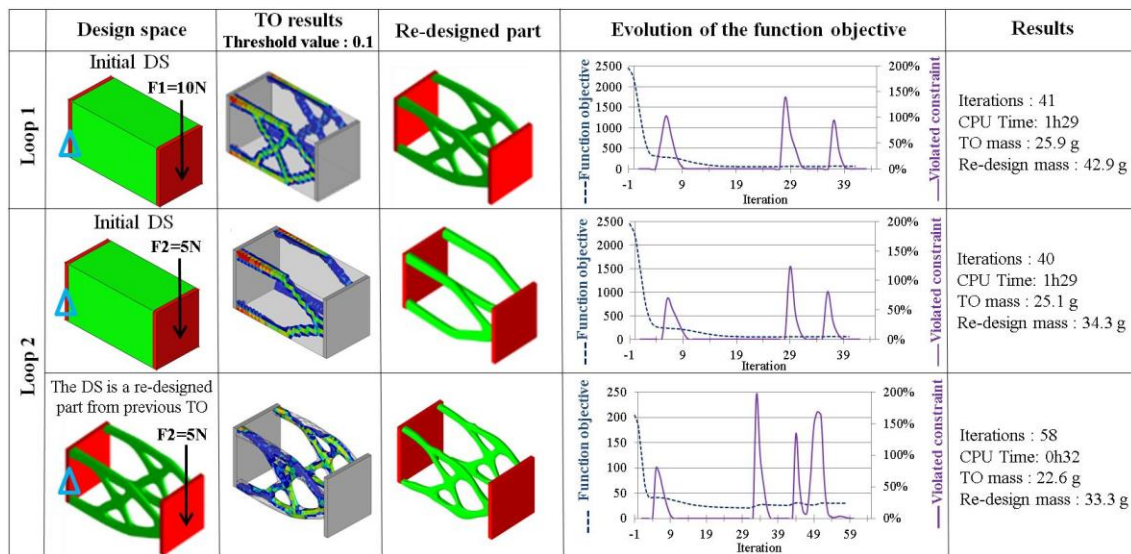 Design space
TO results
Threshold value : 0.1
Re-designed part
Evolution of the function objective
Results
Loop 1
Initial DS
F1=10N
---Function objective
2500
2000
1500
1000
500
0
-1
9
19
29
39
Iteration
200%
150%
100%
50%
0%
—Violated constraint
Iterions : 41
CPU Time: 1h29
TO mass : 25.9 g
Re-design mass : 42.9 g
Loop 2
Initial DS
F2=5N
---Function objective
2500
2000
1500
1000
500
0
-1
9
19
29
39
Iteration
200%
150%
100%
50%
0%
—Violated constraint
Iterions : 40
CPU Time: 1h29
TO mass : 25.1 g
Re-design mass : 34.3 g
The DS is a re-designed
part from previous TO
F2=5N
---Function objective
250
200
150
100
50
0
-1
9
19
29
39
49
59
Iteration
200%
150%
100%
50%
0%
—Violated constraint
Iterions : 58
CPU Time: 0h32
TO mass : 22.6 g
Re-design mass : 33.3 g